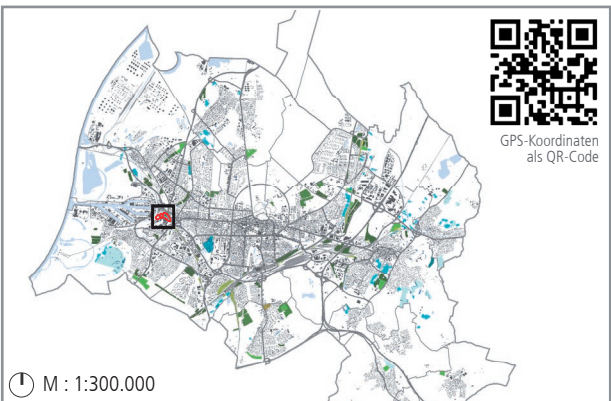 GPS-Koordinaten
als QR-Code
M : 1:300.000